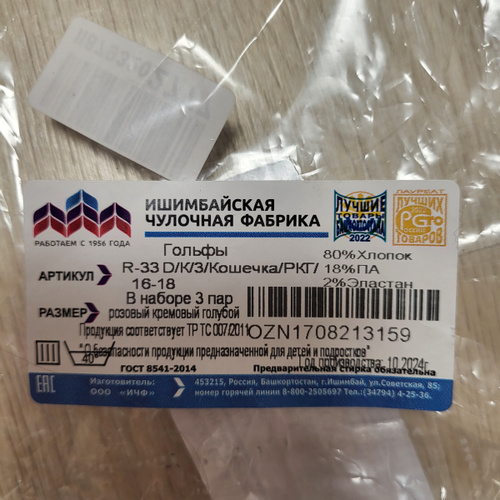 ИШИМБАЙСКАЯ
ЧУЛОЧНАЯ ФАБРИКА
РАБОТАЕМ С 1956 ГОДА
ЛУЧШИЕ
ТОВАРЫ
БАШКОРТОСТАНА
2022
ЛАУРЕАТ
ЛУЧШИХ
100
ТОВАРОВ
Гольфы
80%Хлопок
АРТИКУЛ
R-33 D/К/3/Кошечка/РКГ/
18%ПА
16-18
2%Эластан
В наборе 3 пар
РАЗМЕР
розовый кремовый голубой
Продукция соответствует ТР ТС 007/2011
OZN1708213159
"О безопасности продукции предназначенной для детей и подростков"
Год производства: 10.2024г.
40
ГОСТ 8541-2014
Предварительная стирка обязательна
ЕАС
Изготовитель:
ООО «ИЧФ»
453215, Россия, Башкортостан, г.Ишимбай, ул.Советская, 85;
номер горячей линии 8-800-2505697 Тел.:(34794) 4-25-36.